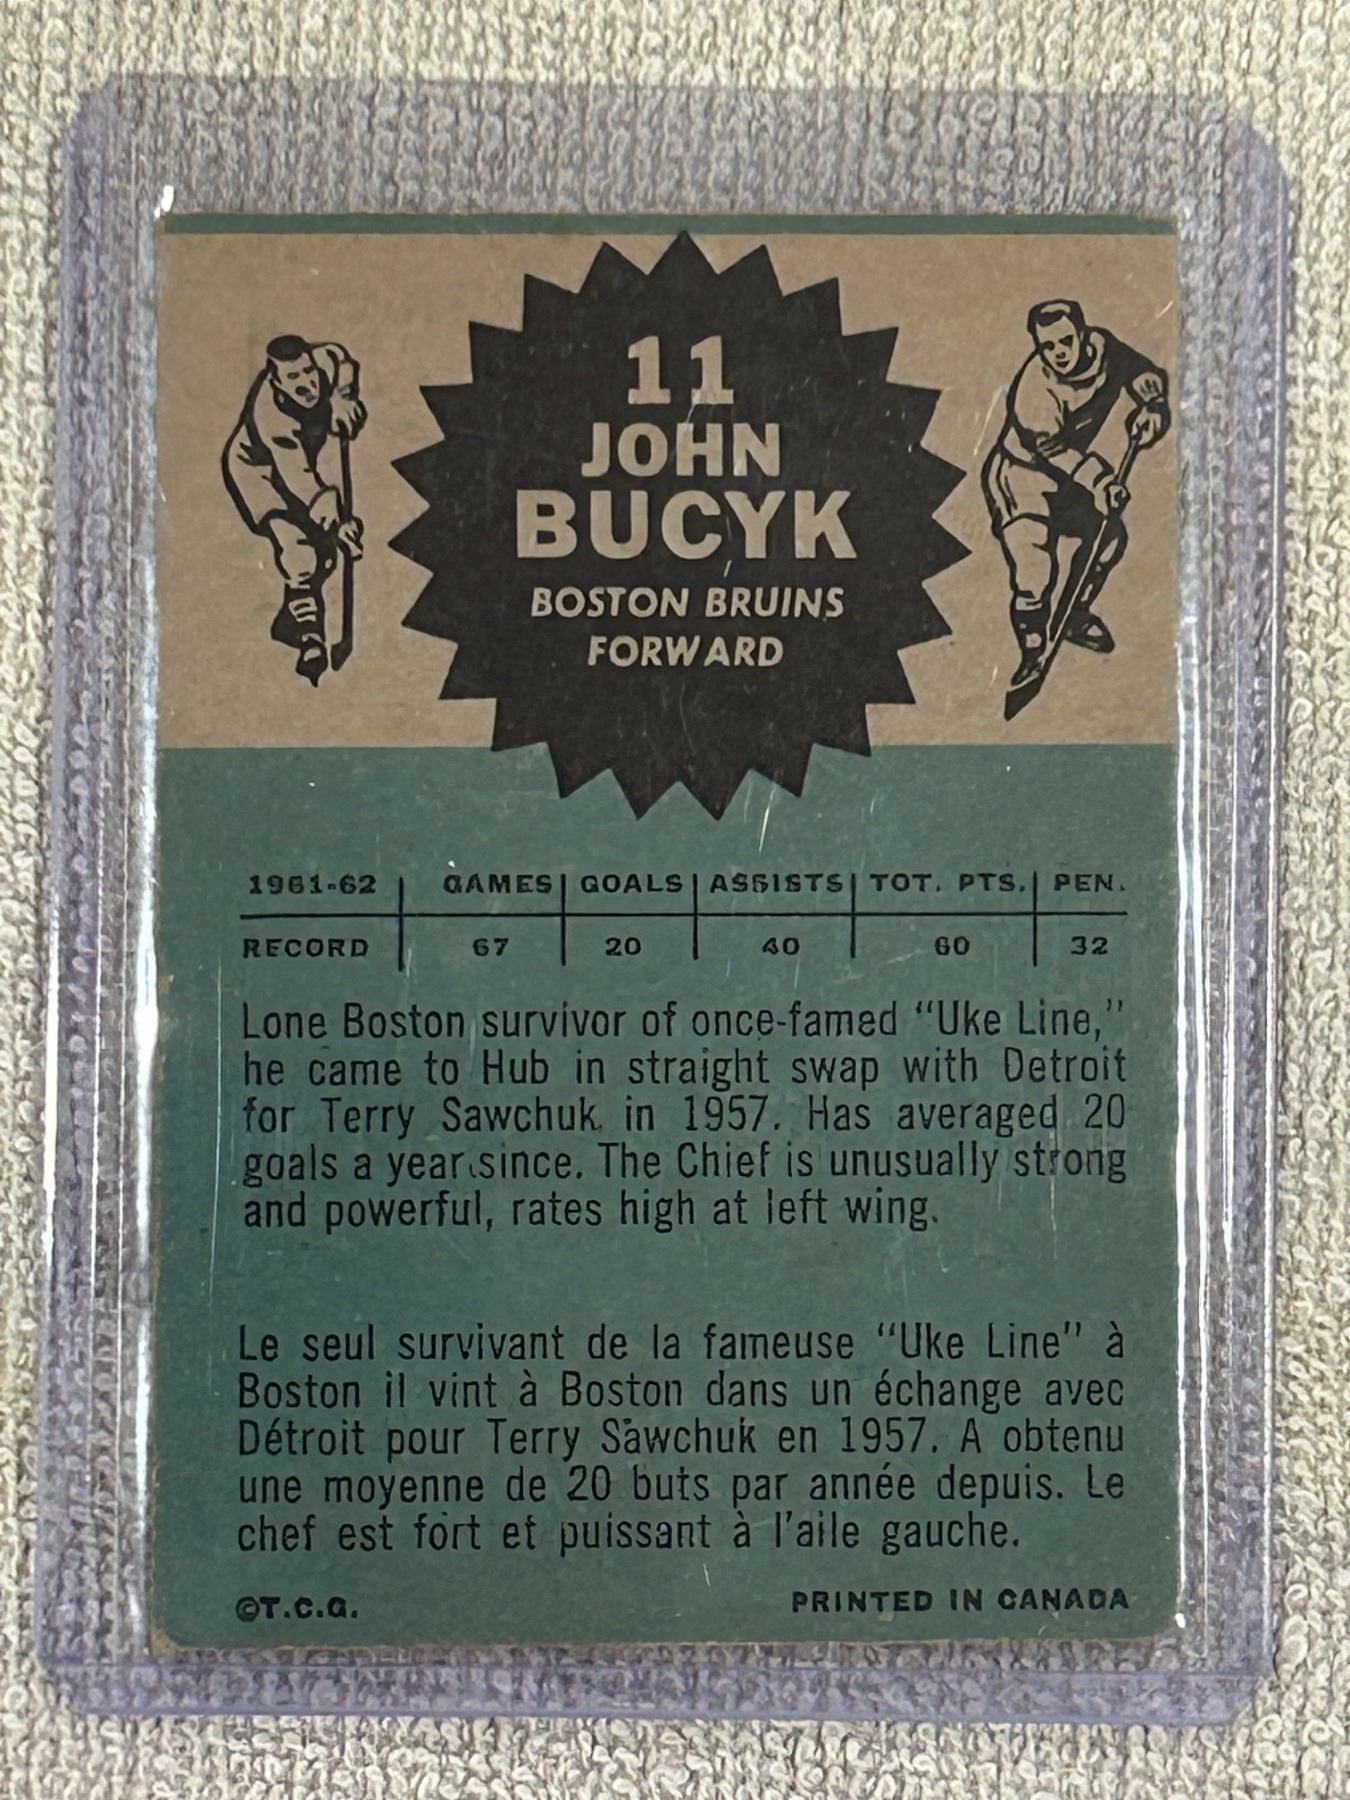 11
JOHN
BUCYK
BOSTON BRUINS
FORWARD
1961-62 GAMES GOALS ASSISTS TOT. PTS. PEN.
RECORD 67 20 40 60 32
Lone Boston survivor of once-famed "Uke Line,"
he came to Hub in straight swap with Detroit
for Terry Sawchuk in 1957. Has averaged 20
goals a year since. The Chief is unusually strong
and powerful, rates high at left wing.
Le seul survivant de la fameuse "Uke Line" à
Boston il vint à Boston dans un échange avec
Détroit pour Terry Sawchuk en 1957. A obtenu
une moyenne de 20 buts par année depuis. Le
chef est fort et puissant à l'aile gauche.
©T.C.G. PRINTED IN CANADA